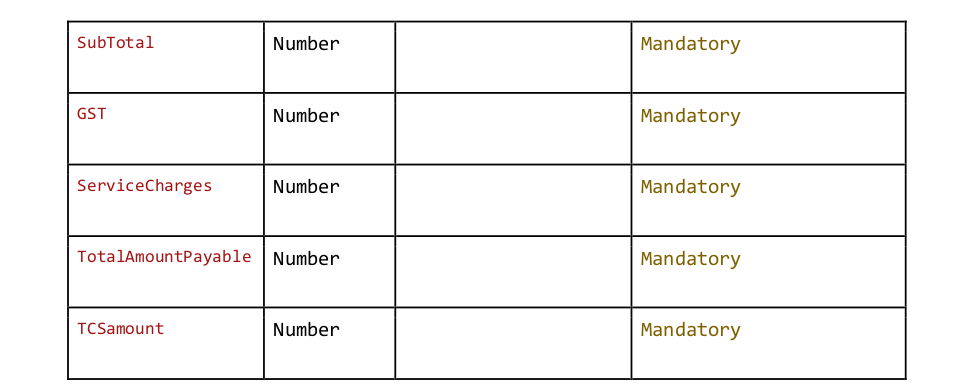 SubTotal Number Mandatory
GST Number Mandatory
ServiceCharges Number Mandatory
TotalAmountPayable Number Mandatory
TCSamount Number Mandatory